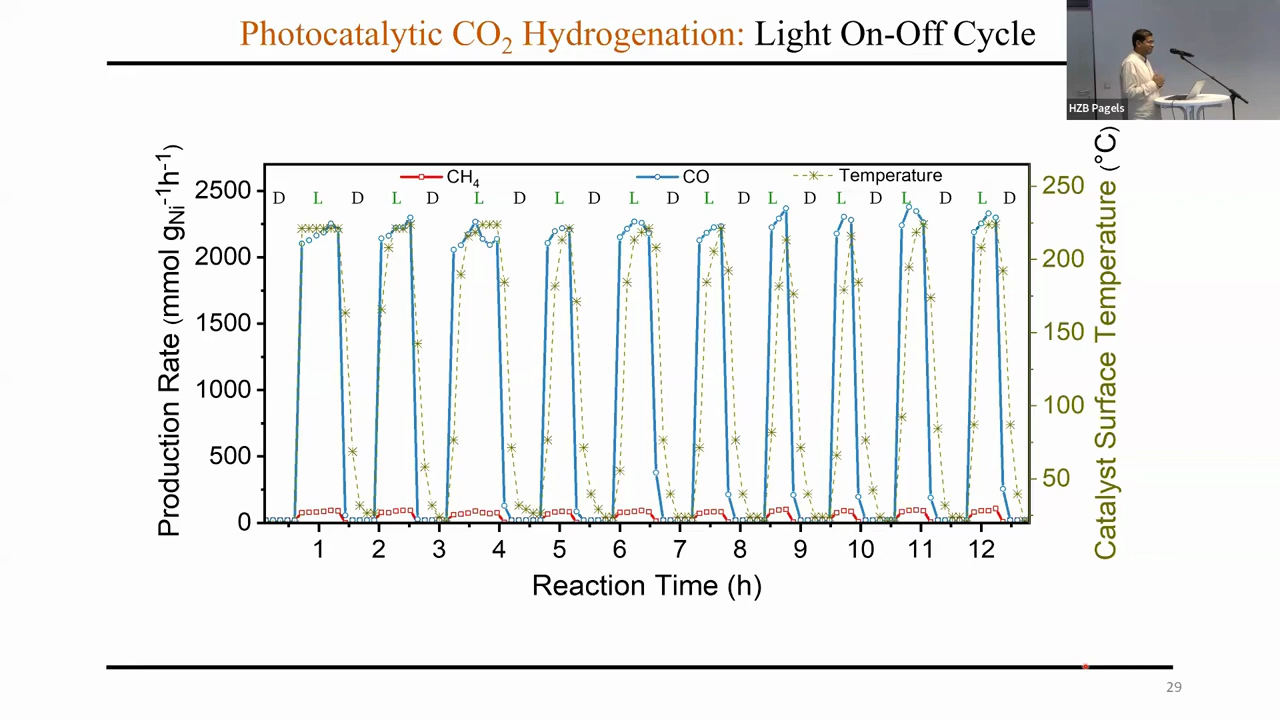 Photocatalytic CO2 Hydrogenation: Light On-Off Cycle
HZB Pagels
CH4 CO Temperature
D L D L D L D L D L D L D L D L D L D L D
Production Rate (mmol gNi-1h-1)
2500
2000
1500
1000
500
0
250
200
150
100
50
Catalyst Surface Temperature (°C)
1 2 3 4 5 6 7 8 9 10 11 12
Reaction Time (h)
29